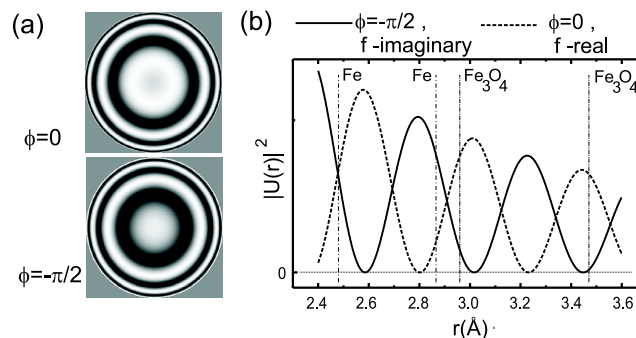 (a)
ϕ=0
ϕ=-π/2
(b)
ϕ=-π/2 , ϕ=0 ,
f -imaginary f -real
Fe Fe Fe₃O₄ Fe₃O₄
|U(r)| ²
0
2.4 2.6 2.8 3.0 3.2 3.4 3.6
r(Å)